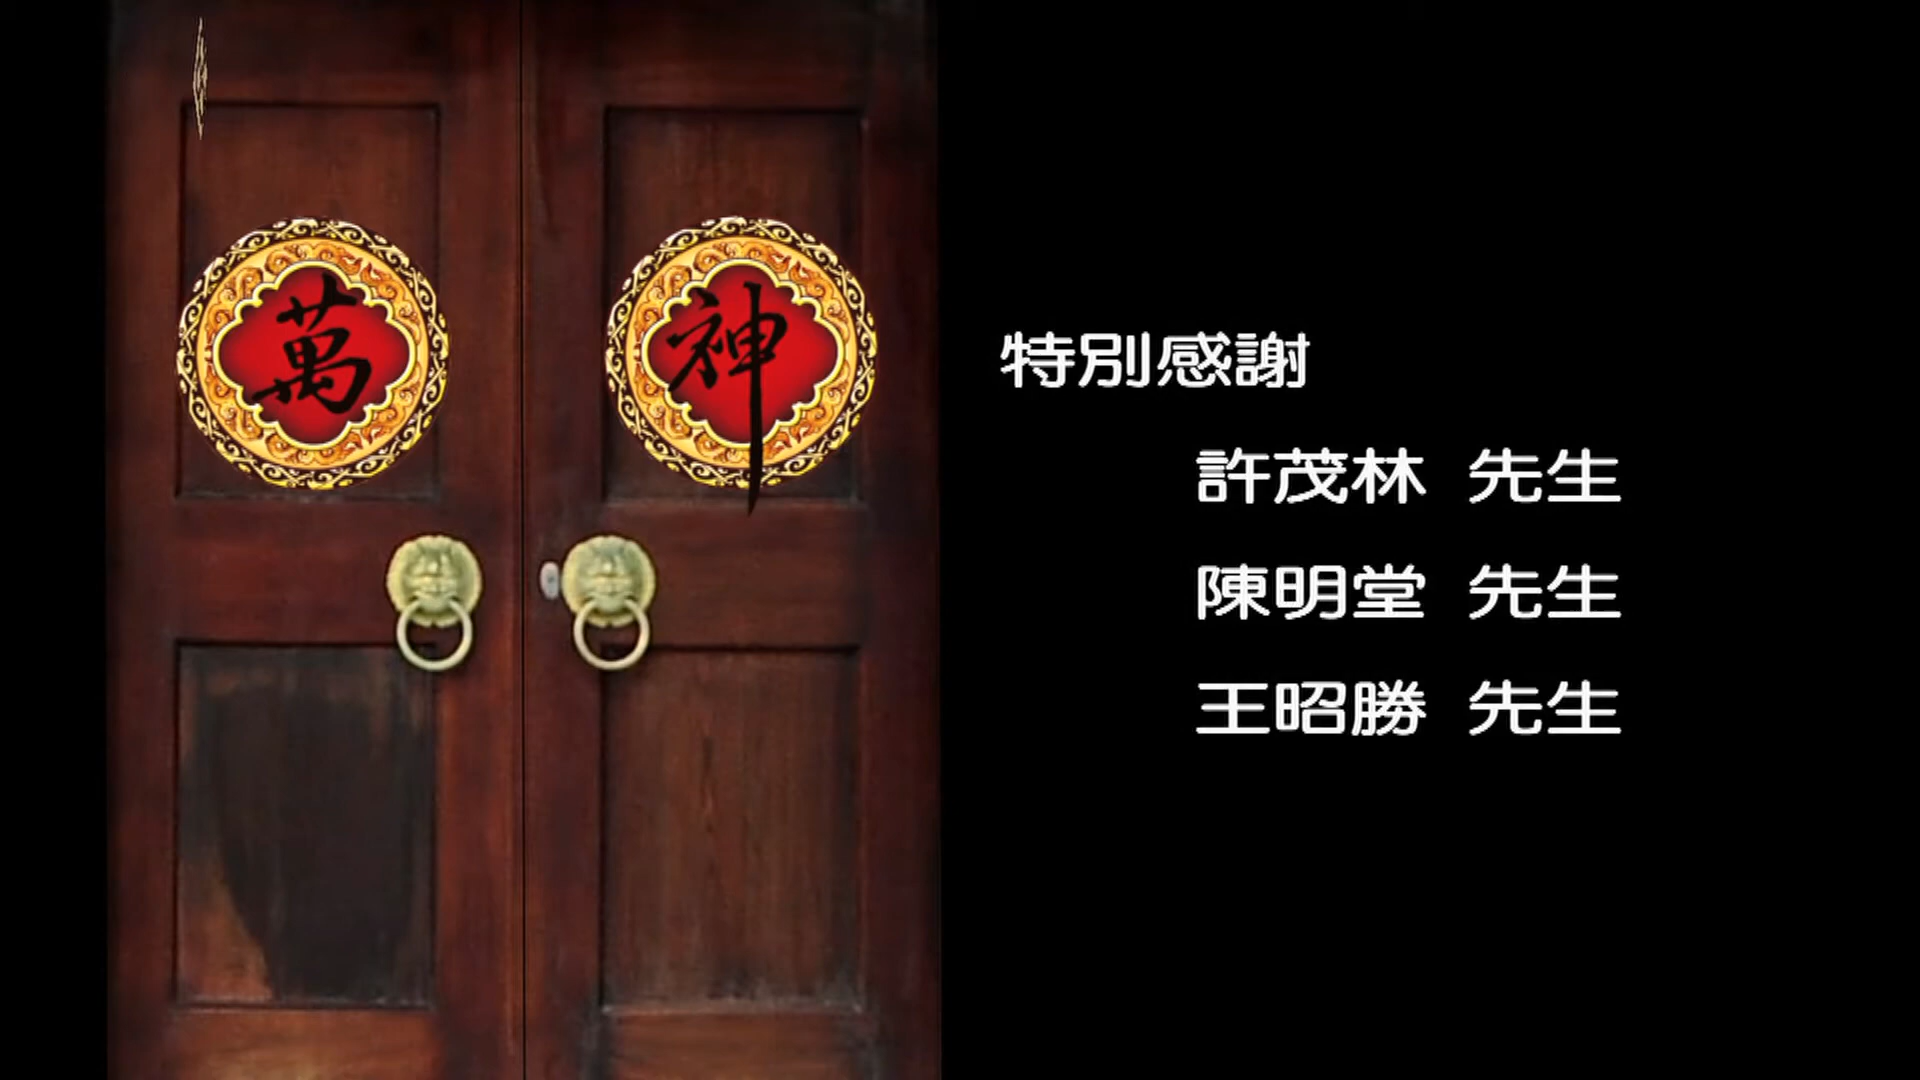 萬 神
特別感謝
許茂林 先生
陳明堂 先生
王昭勝 先生